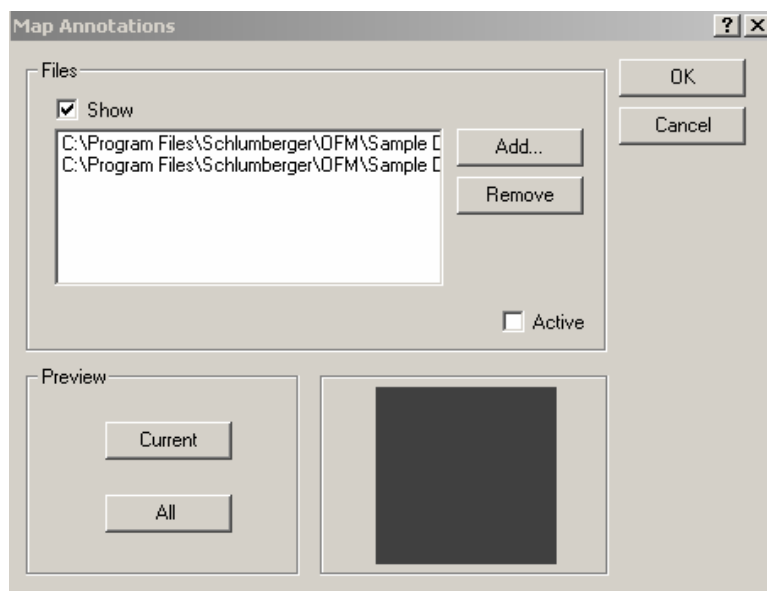 Map Annotations
Files
Show
C:\Program Files\Schlumberger\OFM\Sample D
C:\Program Files\Schlumberger\OFM\Sample D
Add...
Remove
Active
OK
Cancel
Preview
Current
All